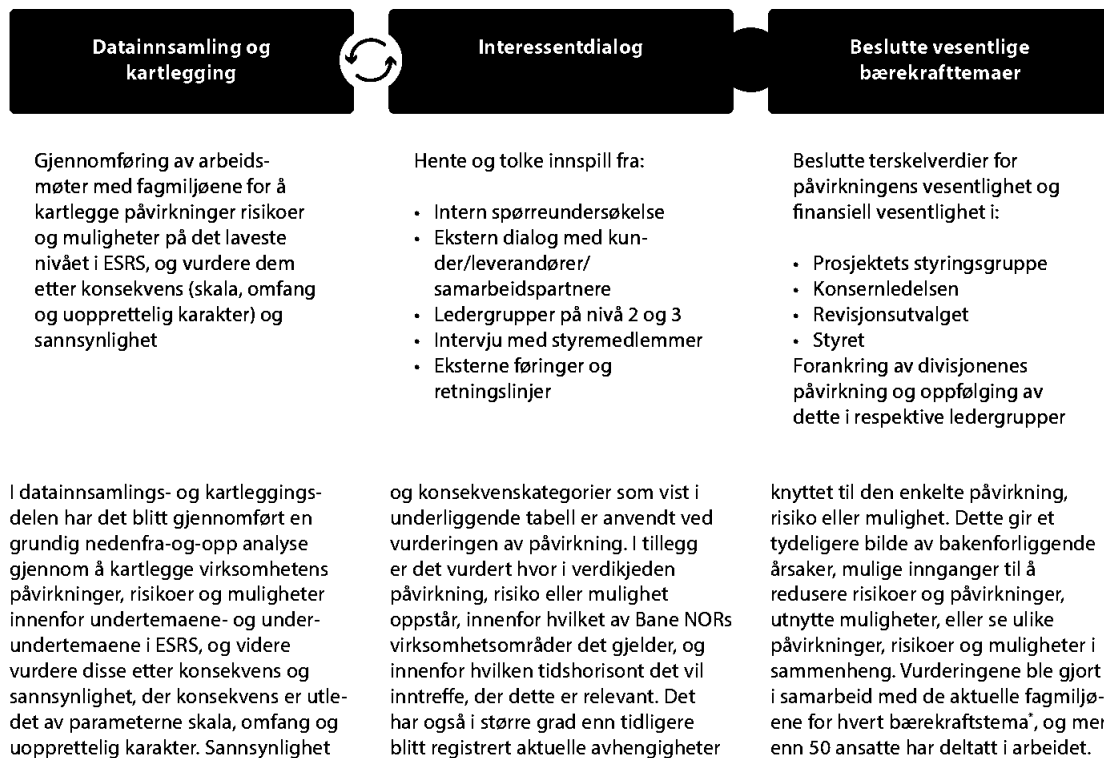 Datainnsamling og
kartlegging
Gjennomføring av arbeids-
møter med fagmiljøene for å
kartlegge påvirkninger risikoer
og muligheter på det laveste
nivået i ESRS, og vurdere dem
etter konsekvens (skala, omfang
og uopprettelig karakter) og
sannsynlighet
Interessentdialog
Hente og tolke innspill fra:
• Intern spørreundersøkelse
• Ekstern dialog med kun-
der/leverandører/
samarbeidspartnere
• Ledergrupper på nivå 2 og 3
• Intervju med styremedlemmer
• Eksterne føringer og
retningslinjer
Beslutte vesentlige
bærekrafttemaer
Beslutte terskelverdier for
påvirkningens vesentlighet og
finansiell vesentlighet i:
• Prosjektets styringsgruppe
• Konsernledelsen
• Revisjonsutvalget
• Styret
Forankring av divisjonenes
påvirkning og oppfølging av
dette i respektive ledergrupper
I datainnsamlings- og kartleggings-
delen har det blitt gjennomført en
grundig nedenfra-og-opp analyse
gjennom å kartlegge virksomhetens
påvirkninger, risikoer og muligheter
innenfor undertemaene- og under-
undertemaene i ESRS, og videre
vurdere disse etter konsekvens og
sannsynlighet, der konsekvens er utle-
det av parameterne skala, omfang og
uopprettelig karakter. Sannsynlighet
og konsekvenskategorier som vist i
underliggende tabell er anvendt ved
vurderingen av påvirkning. I tillegg
er det vurdert hvor i verdikjeden
påvirkning, risiko eller mulighet
oppstår, innenfor hvilket av Bane NORs
virksomhetsområder det gjelder, og
innenfor hvilken tidshorisont det vil
inntreffe, der dette er relevant. Det
har også i større grad enn tidligere
blitt registrert aktuelle avhengigheter
knyttet til den enkelte påvirkning,
risiko eller mulighet. Dette gir et
tydeligere bilde av bakenforliggende
årsaker, mulige innganger til å
redusere risikoer og påvirkninger,
utnytte muligheter, eller se ulike
påvirkninger, risikoer og muligheter i
sammenheng. Vurderingene ble gjort
i samarbeid med de aktuelle fagmiljø-
ene for hvert bærekraftstema*, og mer
enn 50 ansatte har deltatt i arbeidet.